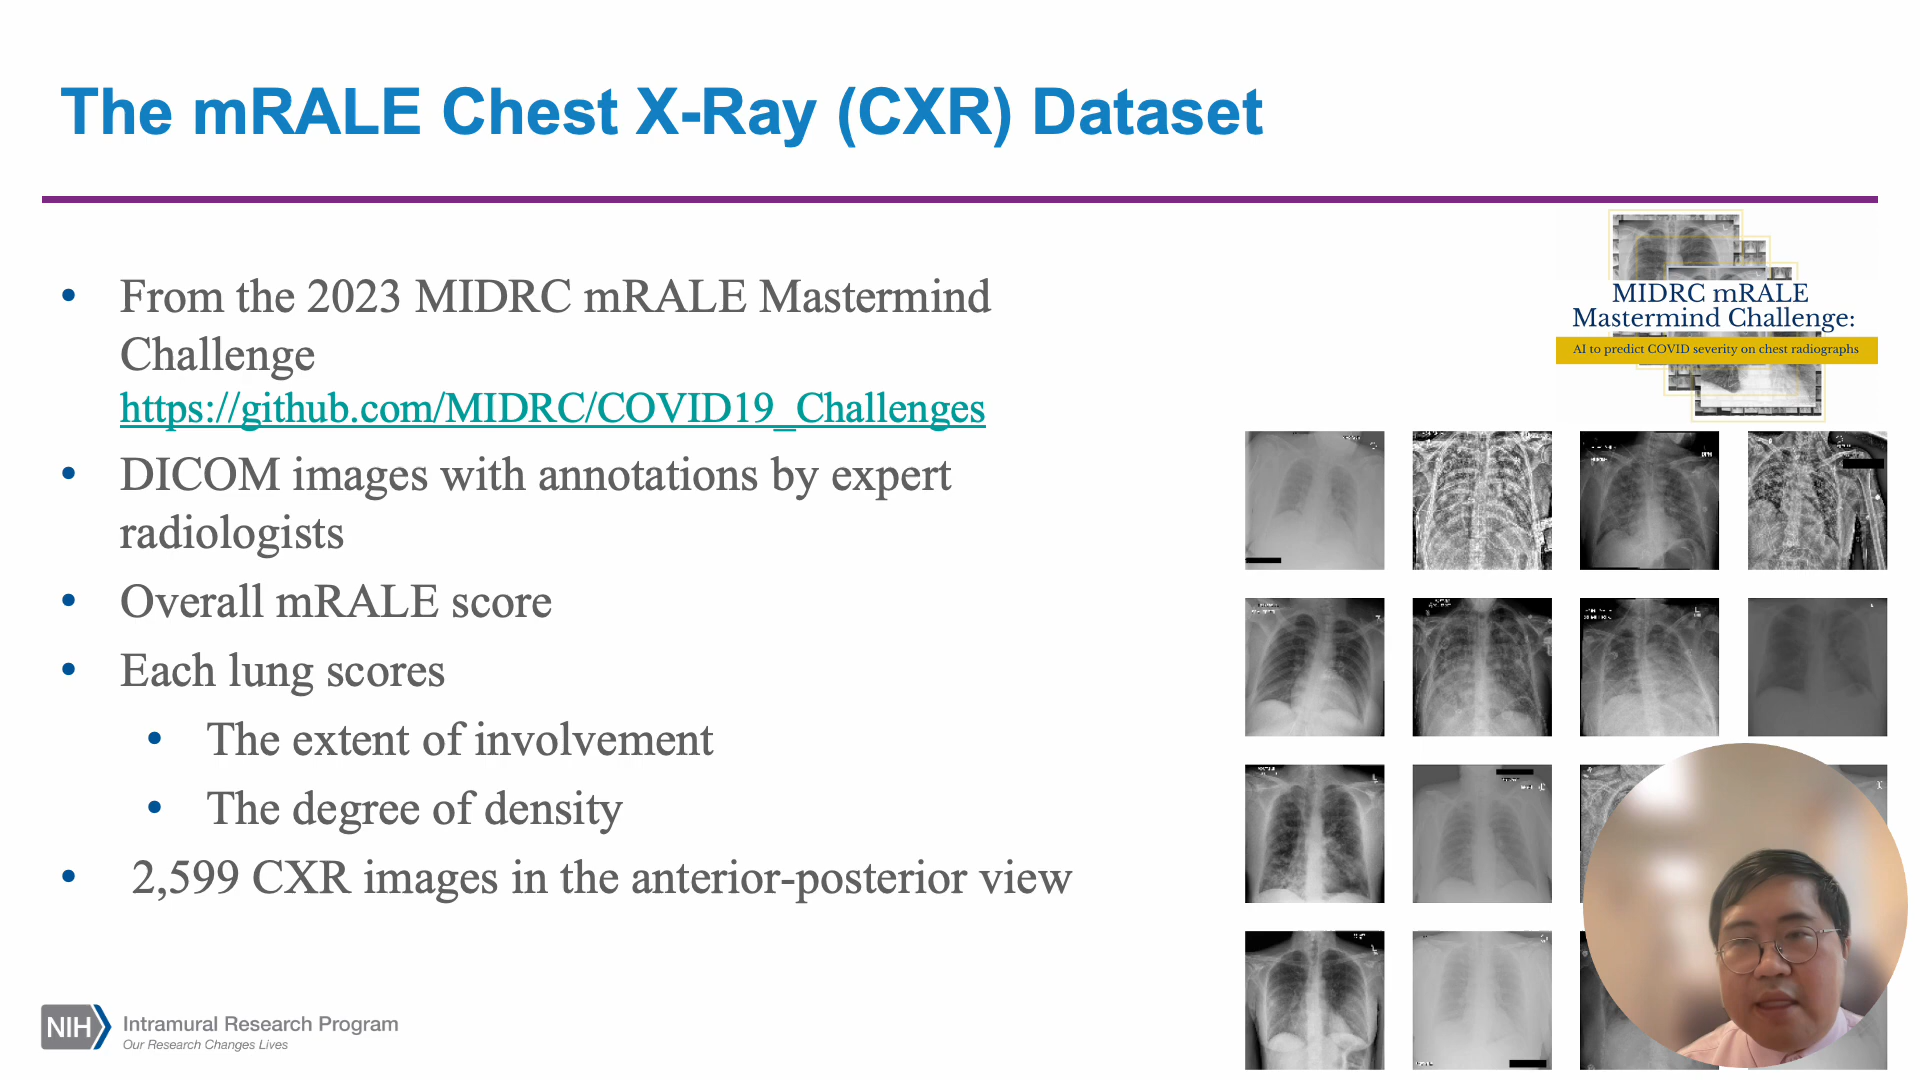 The mRALE Chest X-Ray (CXR) Dataset
• From the 2023 MIDRC mRALE Mastermind
Challenge
https://github.com/MIDRC/COVID19_Challenges
• DICOM images with annotations by expert
radiologists
• Overall mRALE score
• Each lung scores
• The extent of involvement
• The degree of density
• 2,599 CXR images in the anterior-posterior view
MIDRC mRALE
Mastermind Challenge:
AI to predict COVID severity on chest radiographs
NIH
Intramural Research Program
Our Research Changes Lives